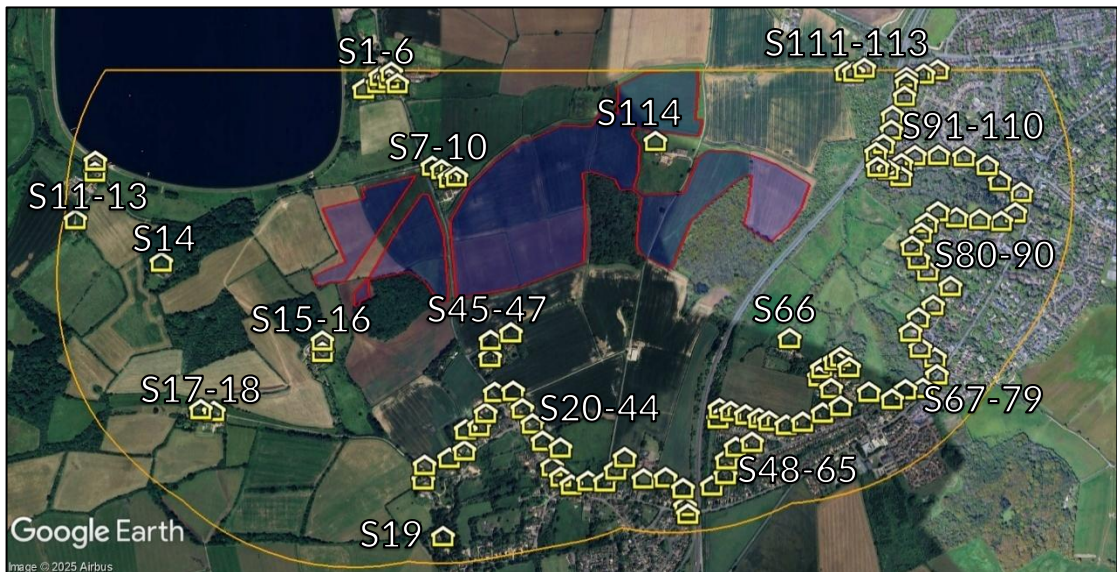 S1-6
S111-113
S114
S91-110
S7-10
S11-13
S14
S80-90
S15-16
S45-47
S66
S17-18
S20-44
S67-79
S48-65
S19
Google Earth
Image © 2025 Airbus